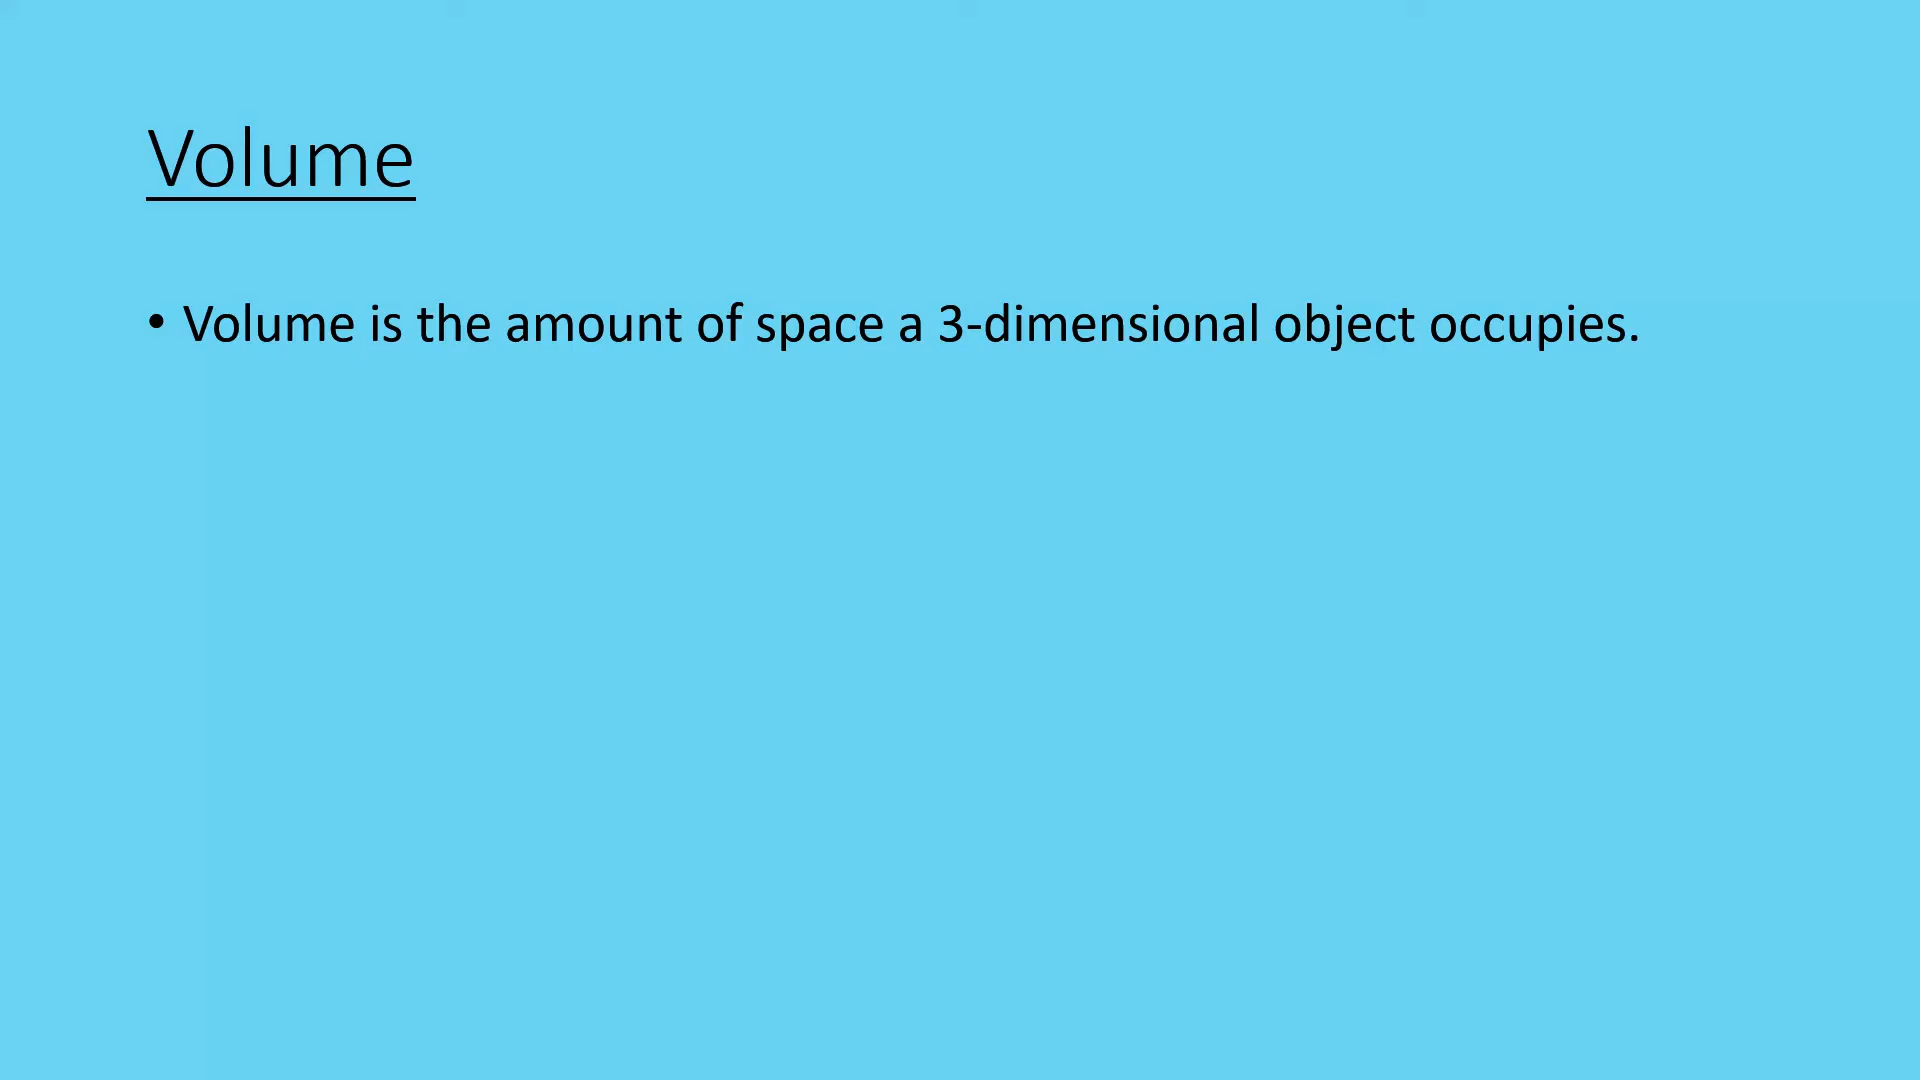 Volume
• Volume is the amount of space a 3-dimensional object occupies.